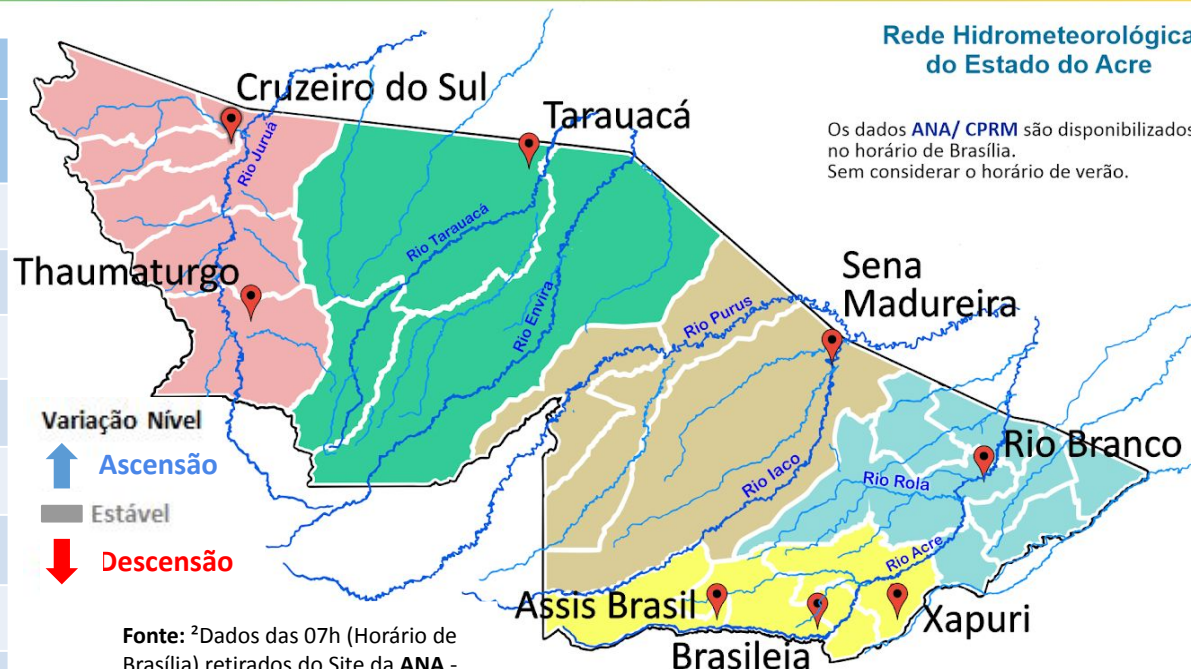 Rede Hidrometeorológica
do Estado do Acre
Os dados ANA/ CPRM são disponibilizados
no horário de Brasília.
Sem considerar o horário de verão.
Cruzeiro do Sul
Tarauacá
Rio Juruá
Rio Tarauacá
Thaumaturgo
Sena
Madureira
Rio Envira
Rio Purus
Variação Nível
Ascensão
Estável
Descensão
Rio Branco
Rio Iaco
Rio Rola
Rio Acre
Assis Brasil
Xapuri
Brasileia
Fonte: ²Dados das 07h (Horário de
Brasília) retirados do Site da ANA -